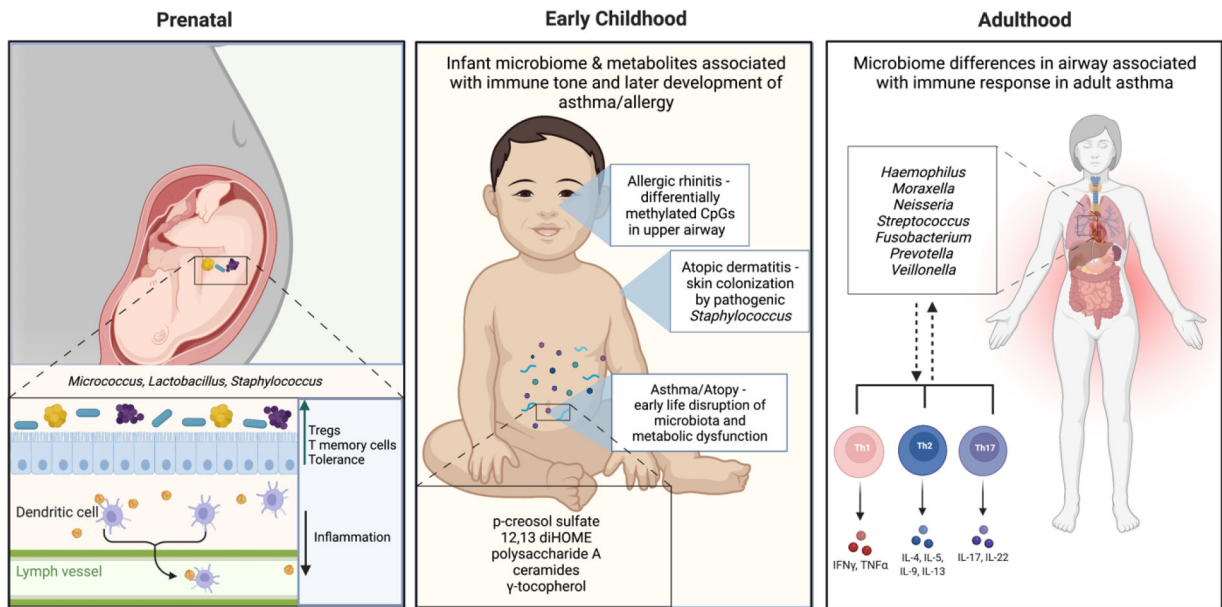 Prenatal
Micrococcus, Lactobacillus, Staphylococcus
Tregs
T memory cells
Tolerance
Dendritic cell
Inflammation
Lymph vessel
Early Childhood
Infant microbiome & metabolites associated
with immune tone and later development of
asthma/allergy
Allergic rhinitis -
differentially
methylated CpGs
in upper airway
Atopic dermatitis -
skin colonization
by pathogenic
Staphylococcus
Asthma/Atopy -
early life disruption of
microbiota and
metabolic dysfunction
p-creosol sulfate
12,13 diHOME
polysaccharide A
ceramides
γ-tocopherol
Adulthood
Microbiome differences in airway associated
with immune response in adult asthma
Haemophilus
Moraxella
Neisseria
Streptococcus
Fusobacterium
Prevotella
Veillonella
Th1
Th2
Th17
IFNγ, TNFα
IL-4, IL-5,
IL-9, IL-13
IL-17, IL-22